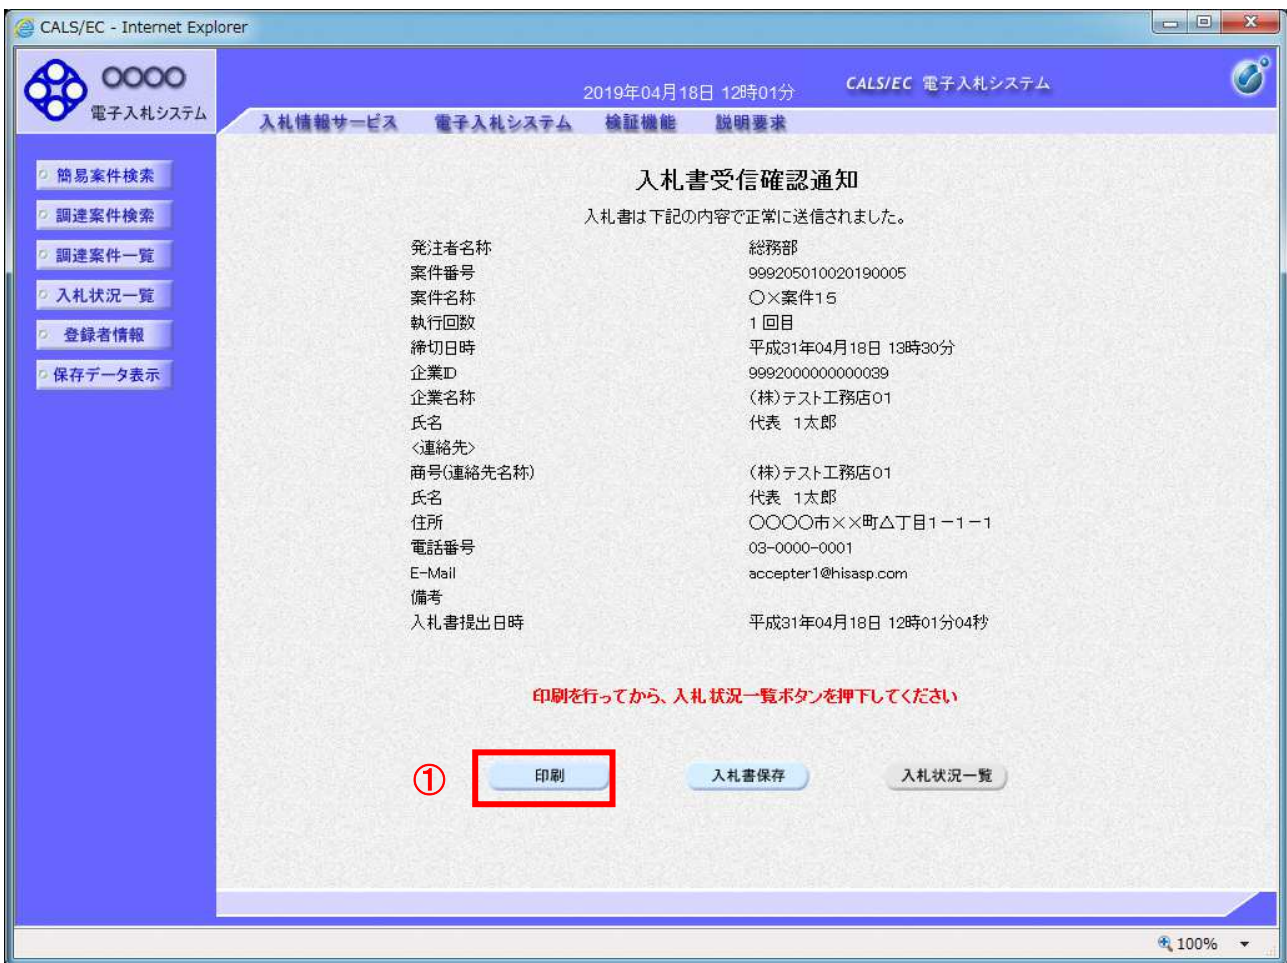 CALS/EC - Internet Explorer
○○○○
電子入札システム
2019年04月18日 12時01分
CALS/EC 電子入札システム
入札情報サービス 電子入札システム 検証機能 説明要求
簡易案件検索
調達案件検索
調達案件一覧
入札状況一覧
登録者情報
保存データ表示
入札書受信確認通知
入札書は下記の内容で正常に送信されました。
発注者名称 総務部
案件番号 999205010020190005
案件名称 ○×案件15
執行回数 1回目
締切日時 平成31年04月18日 13時30分
企業ID 9992000000000039
企業名称 (株)テスト工務店01
氏名 代表 1太郎
<連絡先>
商号(連絡先名称) (株)テスト工務店01
氏名 代表 1太郎
住所 ○○○○市××町△丁目1-1-1
電話番号 03-0000-0001
E-Mail accepter1@hisasp.com
備考
入札書提出日時 平成31年04月18日 12時01分04秒
印刷を行ってから、入札状況一覧ボタンを押下してください
① 印刷 入札書保存 入札状況一覧
100%